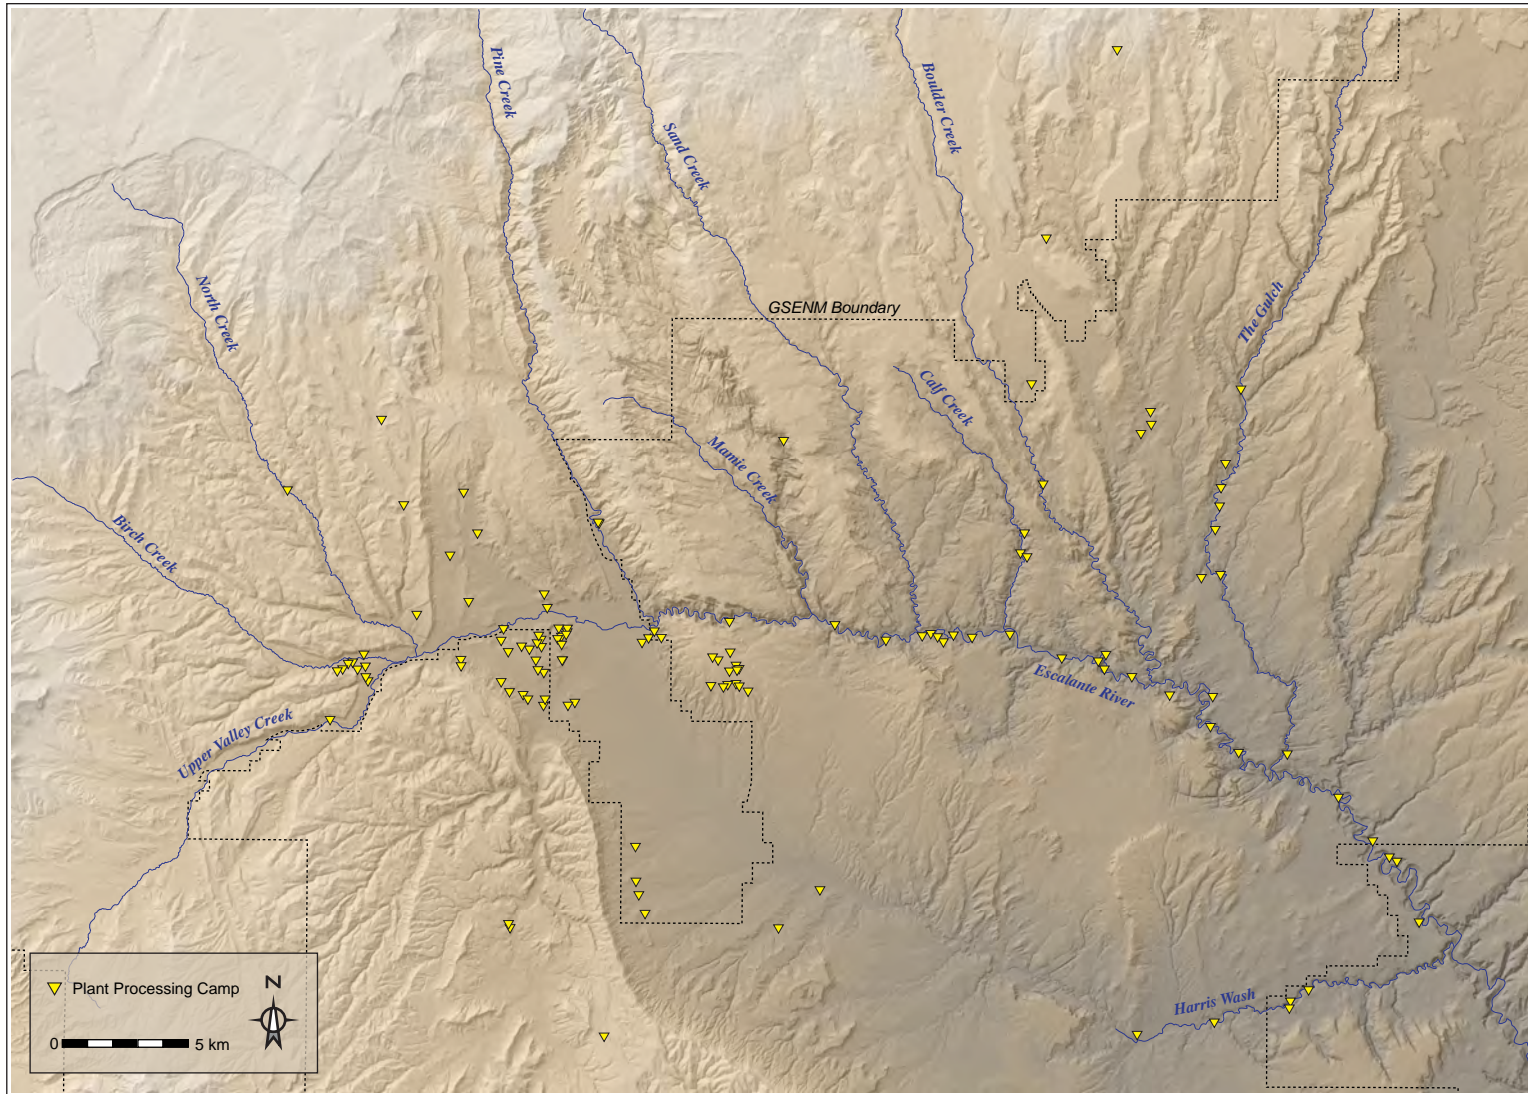 Pine Creek
Sand Creek
Boulder Creek
North Creek
The Gulch
GSENM Boundary
Calf Creek
Mamie Creek
Birch Creek
Escalante River
Upper Valley Creek
Harris Wash
Plant Processing Camp
N
0 5 km